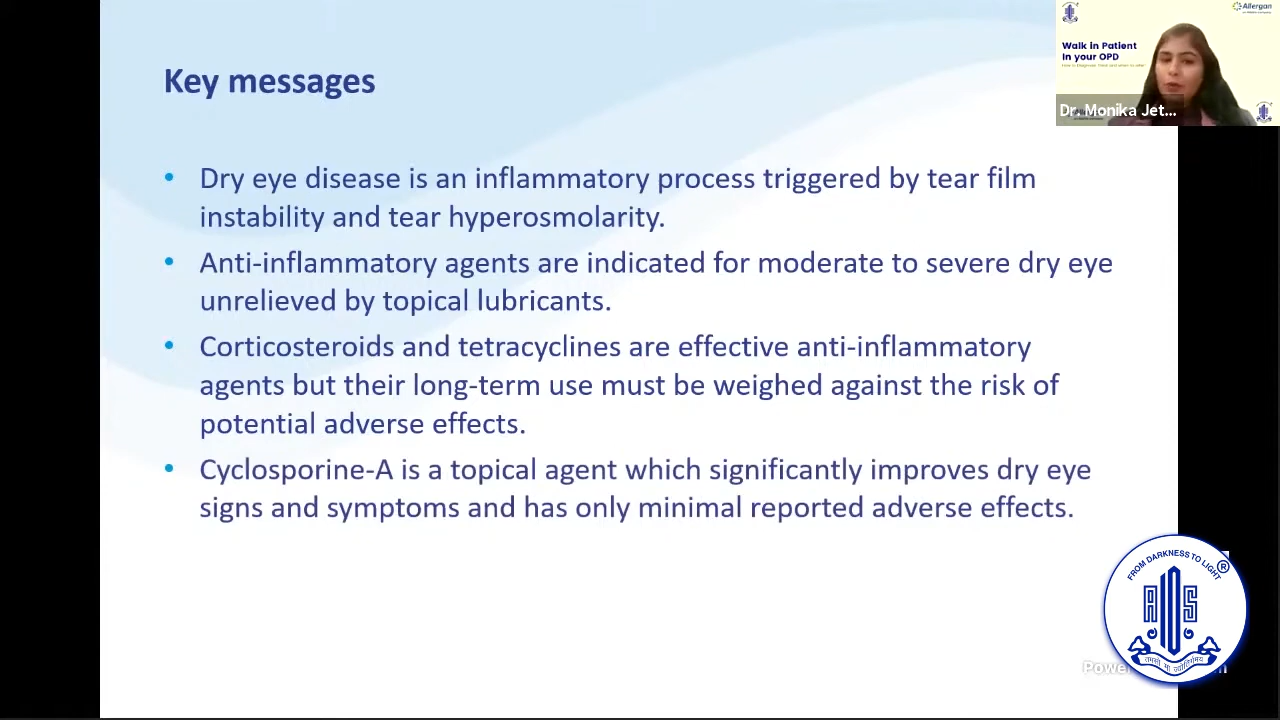 Key messages
Dry eye disease is an inflammatory process triggered by tear film
instability and tear hyperosmolarity.
Anti-inflammatory agents are indicated for moderate to severe dry eye
unrelieved by topical lubricants.
Corticosteroids and tetracyclines are effective anti-inflammatory
agents but their long-term use must be weighed against the risk of
potential adverse effects.
Cyclosporine-A is a topical agent which significantly improves dry eye
signs and symptoms and has only minimal reported adverse effects.
Allergan
Walk in Patient
in your OPD
Dr. Monika Jet...
FROM DARKNESS TO LIGHT
®
AIOS
तमसो मा ज्योतिर्गमय